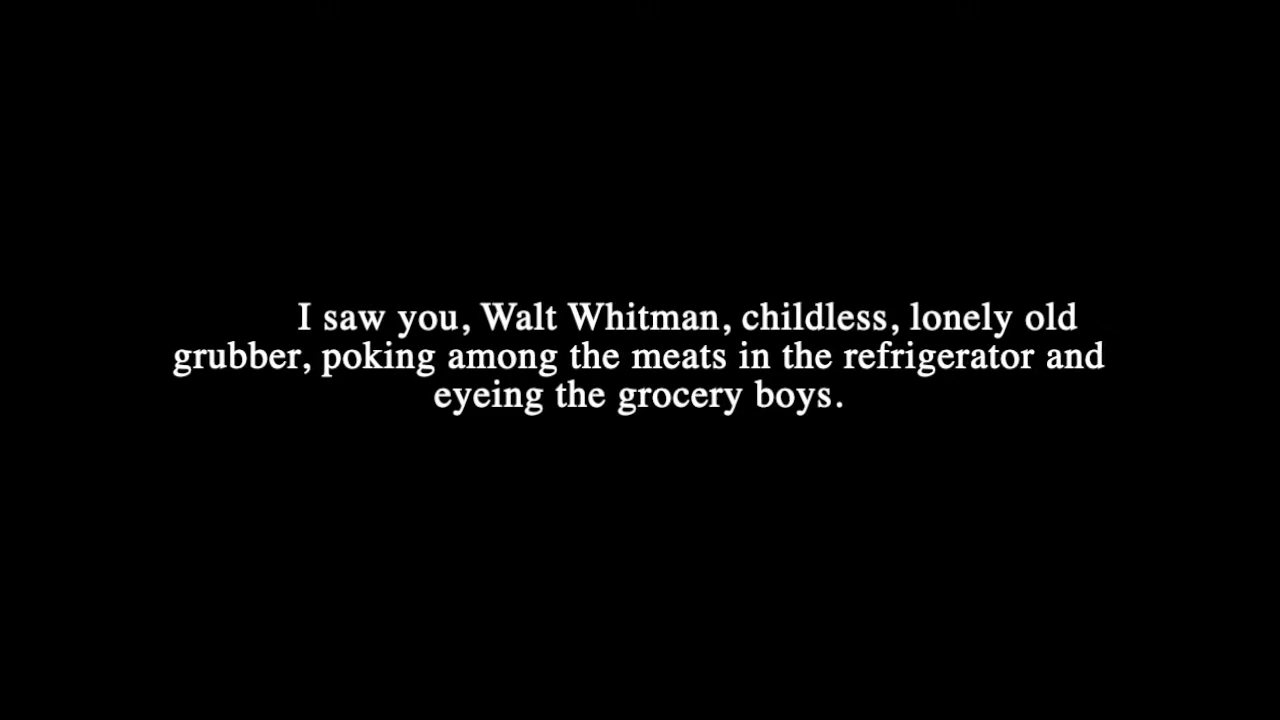 I saw you, Walt Whitman, childless, lonely old
grubber, poking among the meats in the refrigerator and
eyeing the grocery boys.